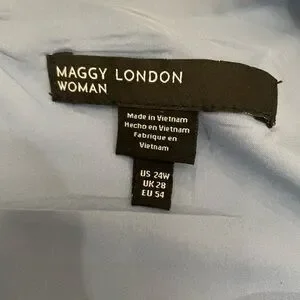 MAGGY LONDON
WOMAN
Made in Vietnam
Hecho en Vietnam
Fabrique en
Vietnam
US 24W
UK 28
EU 54